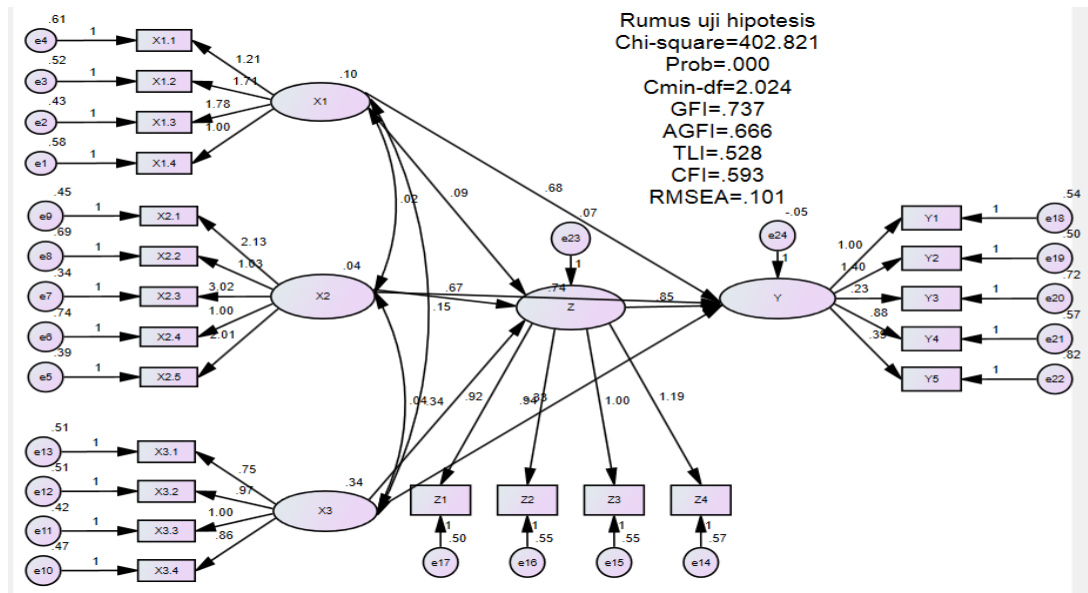 Rumus uji hipotesis
Chi-square=402.821
Prob=.000
Cmin-df=2.024
GFI=.737
AGFI=.666
TLI=.528
CFI=.593
RMSEA=.101
.61
e4
1
X1.1
.52
e3
1
X1.2
.43
e2
1
X1.3
.58
e1
1
X1.4
1.21
1.71
1.78
1.00
.10
X1
.45
e9
1
X2.1
.69
e8
1
X2.2
.34
e7
1
X2.3
.74
e6
1
X2.4
.39
e5
1
X2.5
2.13
1.03
3.02
1.00
2.01
.04
X2
.51
e13
1
X3.1
.51
e12
1
X3.2
.42
e11
1
X3.3
.47
e10
1
X3.4
.75
.97
1.00
.86
.34
X3
.02
.15
.04
.09
.68
.67
.74
.34
.85
e23
1
.07
Z
-.05
e24
1
Y
.92
.94
1.00
1.19
Z1
Z2
Z3
Z4
1
.50
1
.55
1
.55
1
.57
e17
e16
e15
e14
1.00
1.40
.23
.88
Y1
1
.54
e18
Y2
1
.50
e19
Y3
1
.72
e20
Y4
1
.57
e21
Y5
1
.82
e22